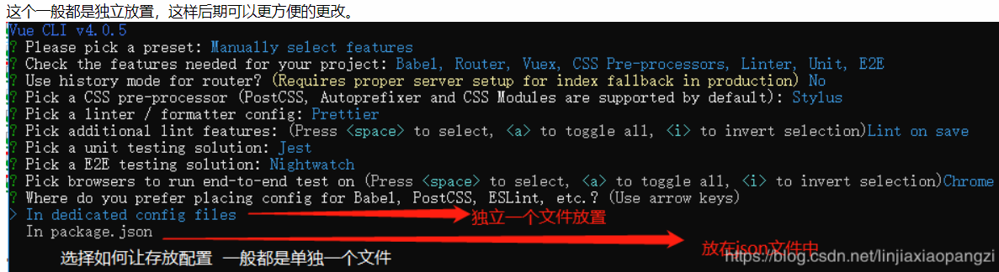 这个一般都是独立放置，这样后期可以更方便的更改。
Vue CLI v4.0.5
? Please pick a preset: Manually select features
? Check the features needed for your project: Babel, Router, Vuex, CSS Pre-processors, Linter, Unit, E2E
? Use history mode for router? (Requires proper server setup for index fallback in production) No
? Pick a CSS pre-processor (PostCSS, Autoprefixer and CSS Modules are supported by default): Stylus
? Pick a linter / formatter config: Prettier
? Pick additional lint features: (Press <space> to select, <a> to toggle all, <i> to invert selection)Lint on save
? Pick a unit testing solution: Jest
? Pick a E2E testing solution: Nightwatch
? Pick browsers to run end-to-end test on (Press <space> to select, <a> to toggle all, <i> to invert selection)Chrome
? Where do you prefer placing config for Babel, PostCSS, ESLint, etc.? (Use arrow keys)
> In dedicated config files 独立一个文件放置
In package.json
放在json文件中
选择如何让存放配置 一般都是单独一个文件
https://blog.csdn.net/linjiaxiaopangzi